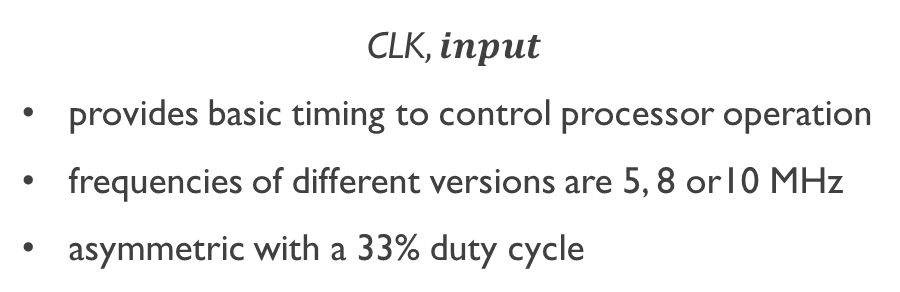 CLK, input
• provides basic timing to control processor operation
• frequencies of different versions are 5, 8 or10 MHz
• asymmetric with a 33% duty cycle